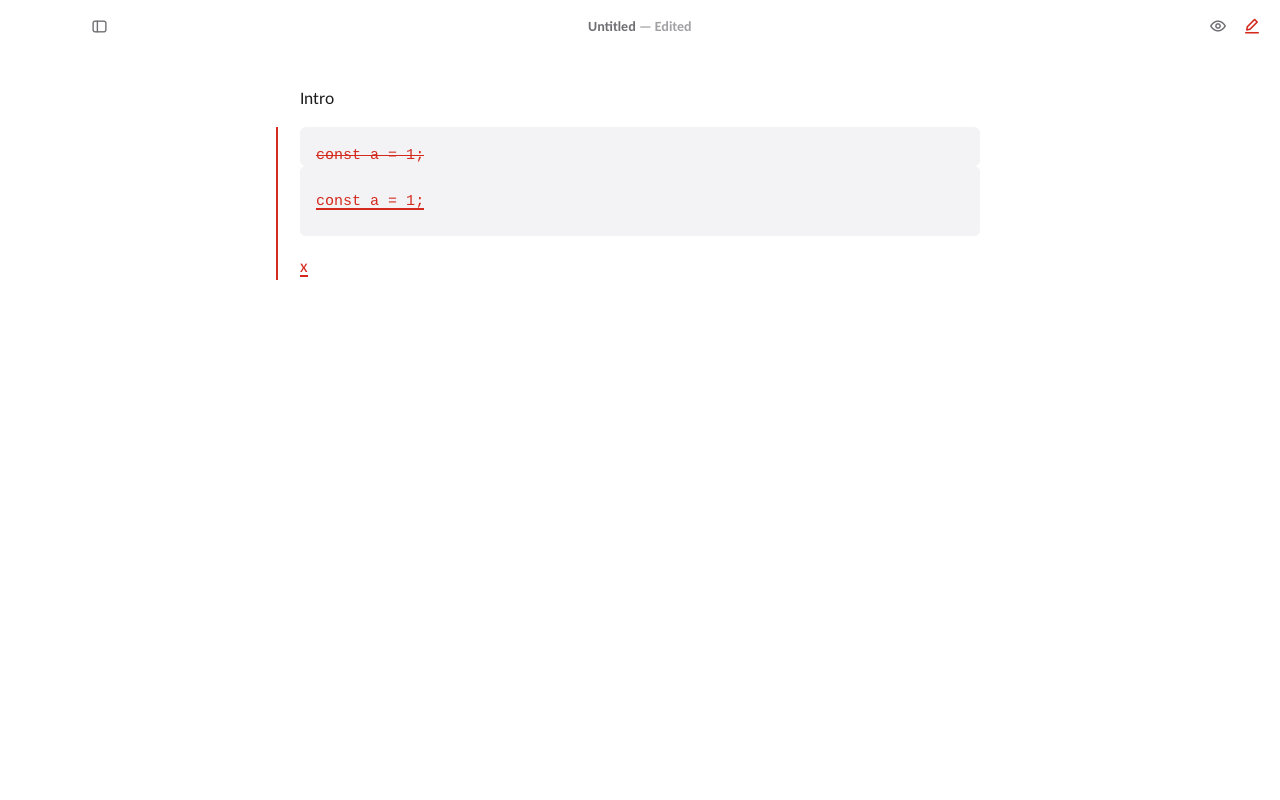 Untitled — Edited
Intro
const a = 1;
const a = 1;
x